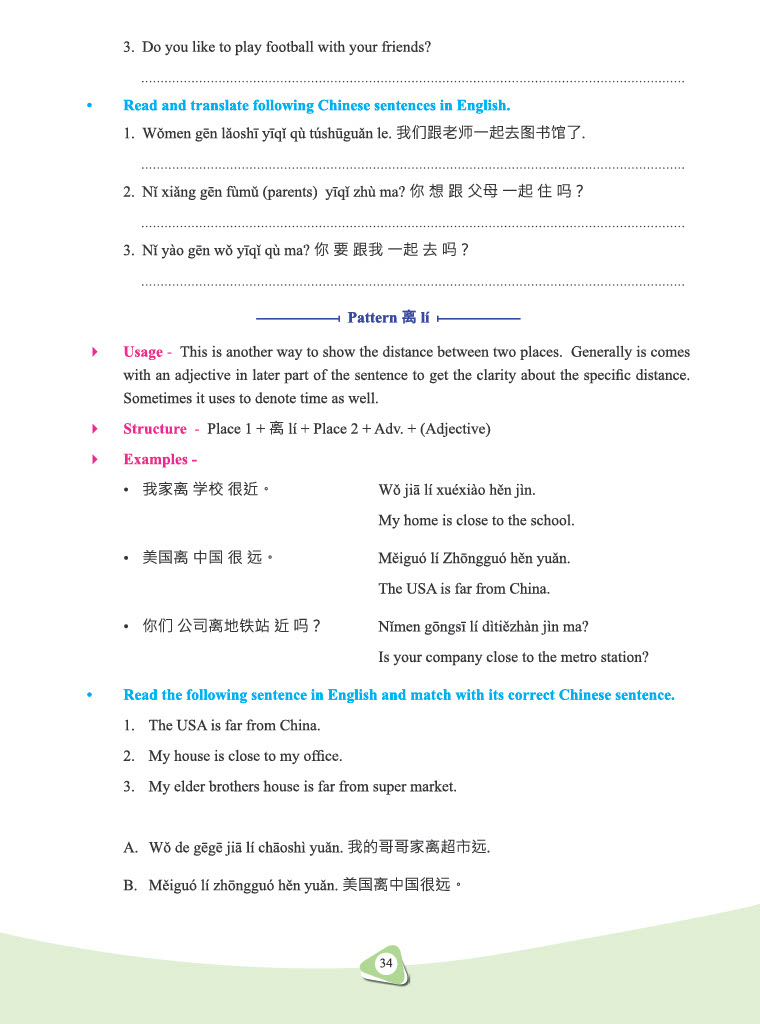 3. Do you like to play football with your friends?
• Read and translate following Chinese sentences in English.
1. Wǒmen gēn lǎoshī yīqǐ qù túshūguǎn le. 我们跟老师一起去图书馆了.
2. Nǐ xiǎng gēn fùmǔ (parents) yīqǐ zhù ma? 你 想 跟 父母 一起 住 吗？
3. Nǐ yào gēn wǒ yīqǐ qù ma? 你 要 跟我 一起 去 吗？
Pattern 离 lí
Usage - This is another way to show the distance between two places. Generally is comes
with an adjective in later part of the sentence to get the clarity about the specific distance.
Sometimes it uses to denote time as well.
Structure - Place 1 + 离 lí + Place 2 + Adv. + (Adjective)
Examples -
• 我家离 学校 很近。 Wǒ jiā lí xuéxiào hěn jìn.
My home is close to the school.
• 美国离 中国 很 远。 Měiguó lí Zhōngguó hěn yuǎn.
The USA is far from China.
• 你们 公司离地铁站 近 吗？ Nǐmen gōngsī lí dìtiězhàn jìn ma?
Is your company close to the metro station?
• Read the following sentence in English and match with its correct Chinese sentence.
1. The USA is far from China.
2. My house is close to my office.
3. My elder brothers house is far from super market.
A. Wǒ de gēgē jiā lí chāoshì yuǎn. 我的哥哥家离超市远.
B. Měiguó lí zhōngguó hěn yuǎn. 美国离中国很远。
34